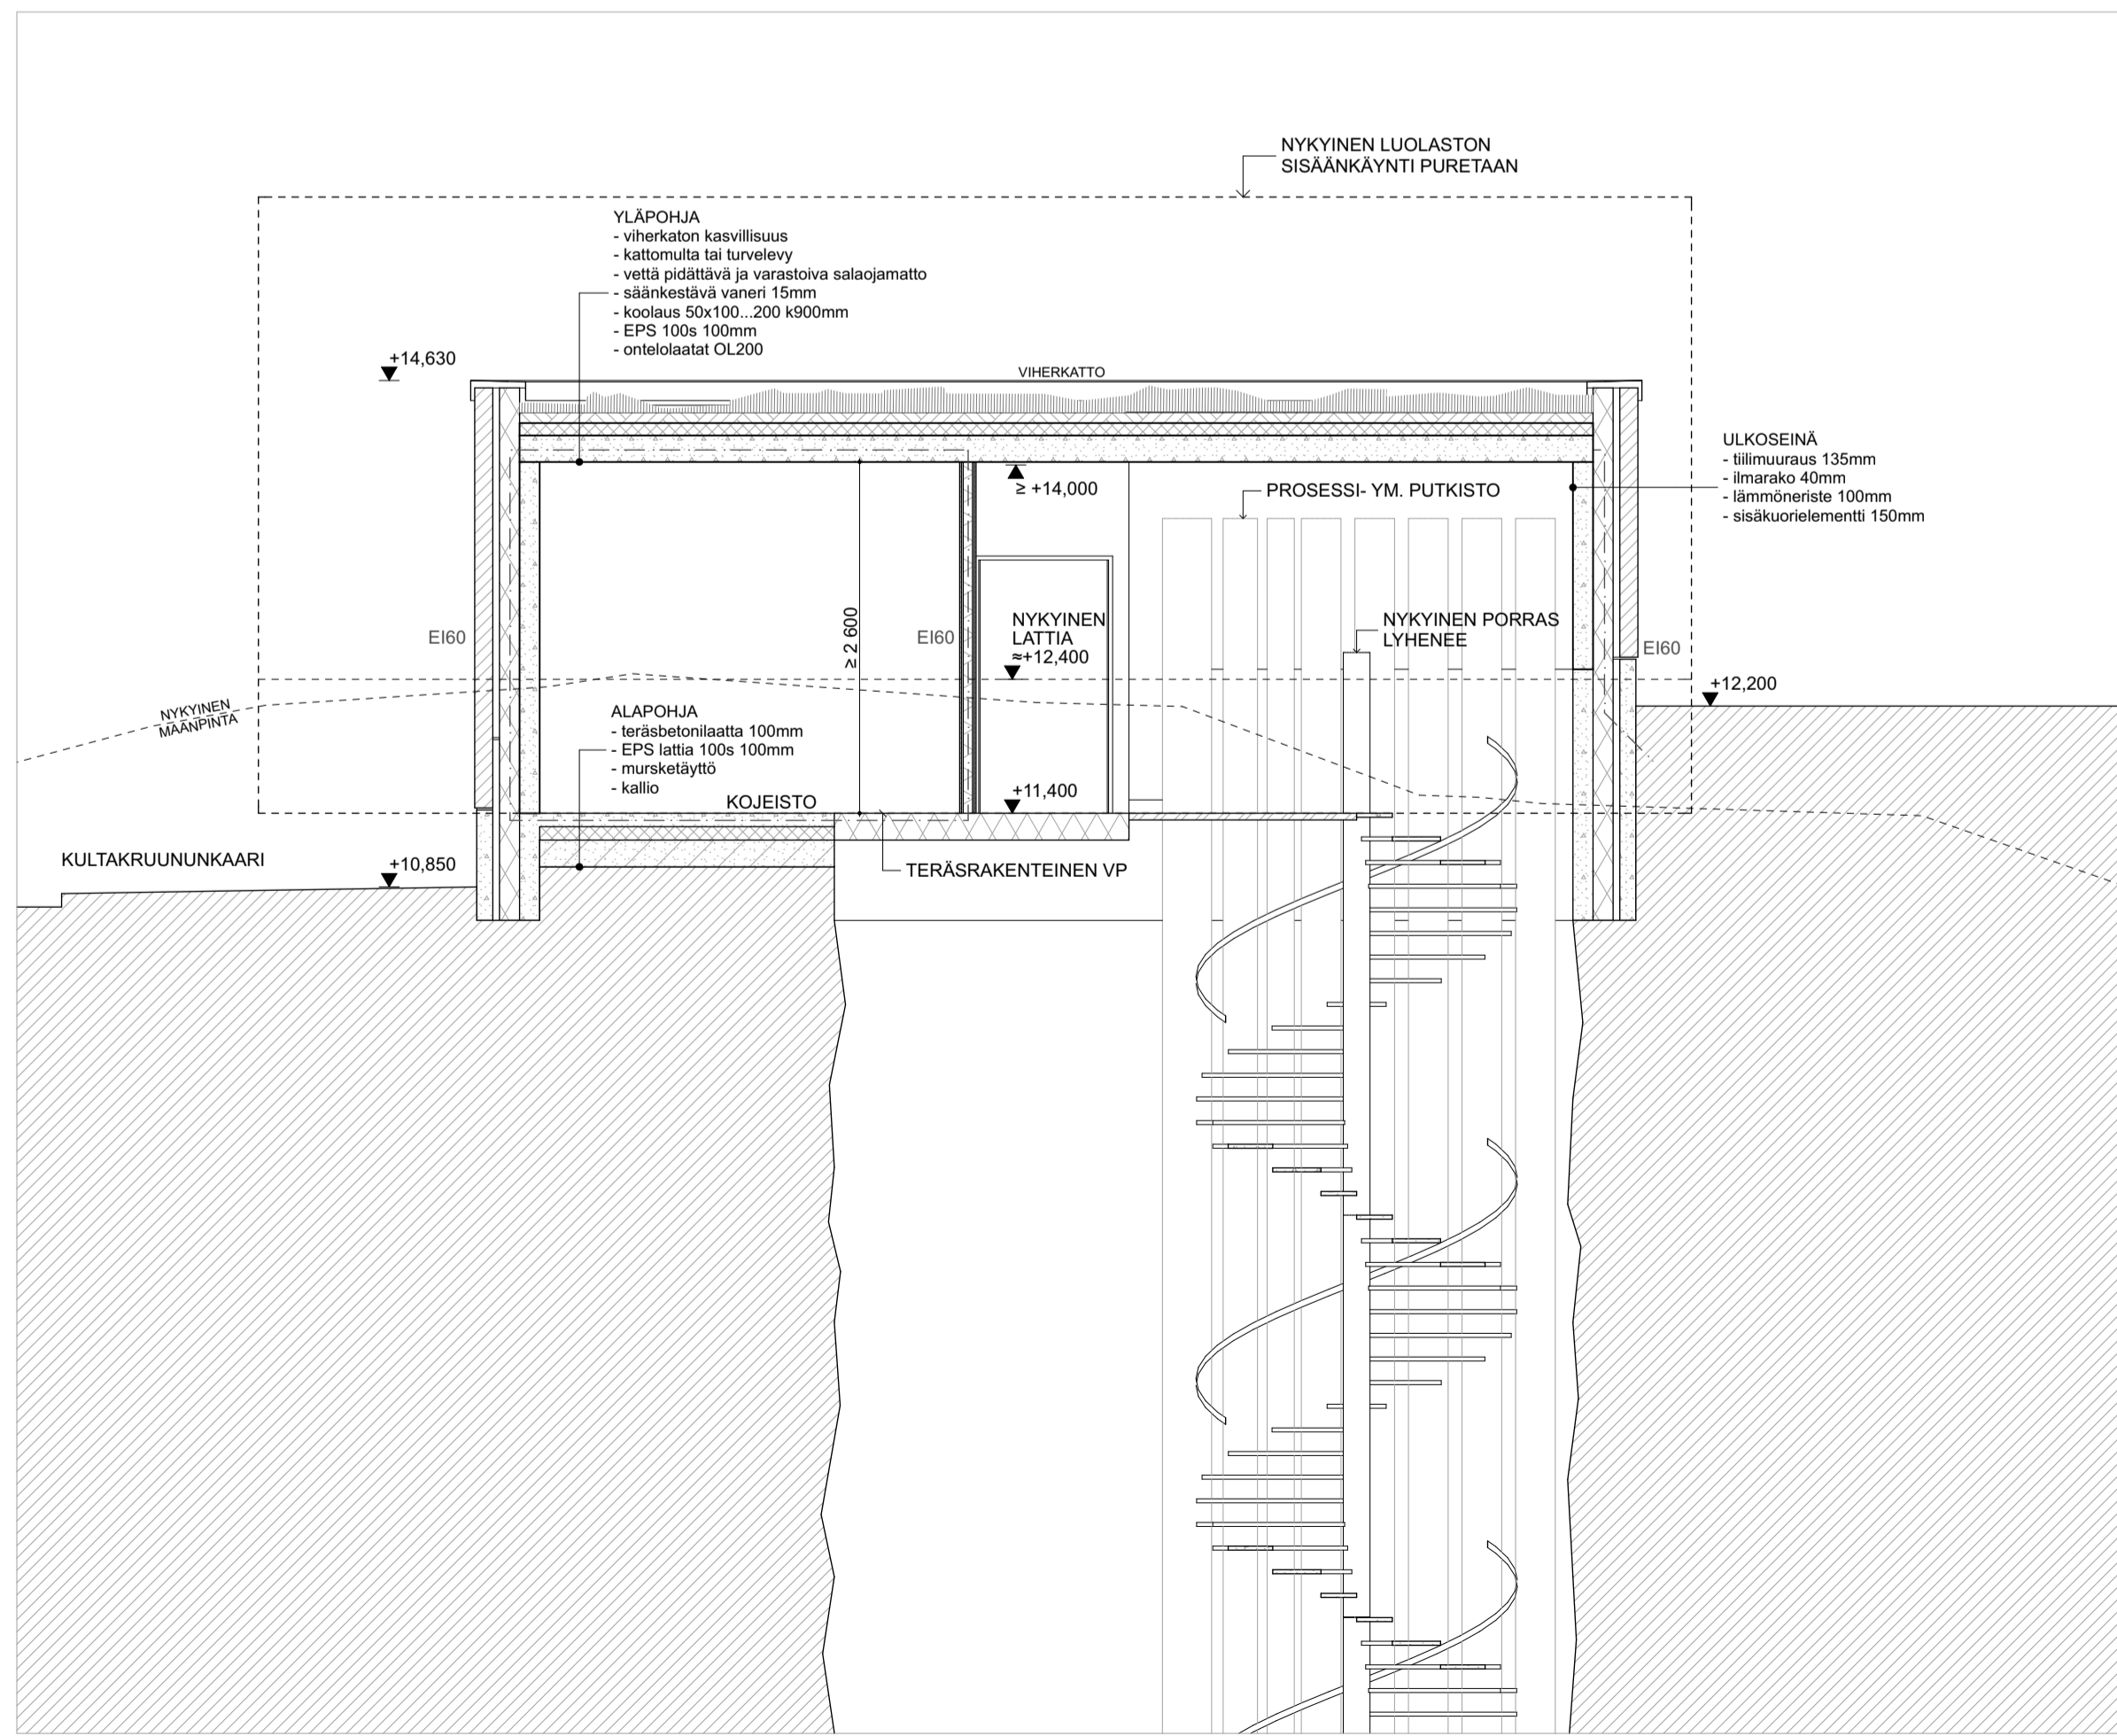 NYKYINEN LUOLASTON
SISÄÄNKÄYNTI PURETAAN
YLÄPOHJA
- viherkaton kasvillisuus
- kattomulta tai turvelevy
- vettä pidättävä ja varastoiva salaojamatto
- säänkestävä vaneri 15mm
- koolaus 50x100...200 k900mm
- EPS 100s 100mm
- ontelolaatat OL200
+14,630
VIHERKATTO
ULKOSEINÄ
- tiilimuuraus 135mm
- ilmarako 40mm
- lämmöneriste 100mm
- sisäkuorielementti 150mm
≥ +14,000
PROSESSI- YM. PUTKISTO
EI60
≥ 2 600
EI60
NYKYINEN
LATTIA
≈+12,400
NYKYINEN PORRAS
LYHENEE
EI60
+12,200
NYKYINEN
MAANPINTA
ALAPOHJA
- teräsbetonilaatta 100mm
- EPS lattia 100s 100mm
- mursketäyttö
- kallio
KOJEISTO
+11,400
KULTAKRUUNUNKAARI
+10,850
TERÄSRAKENTEINEN VP